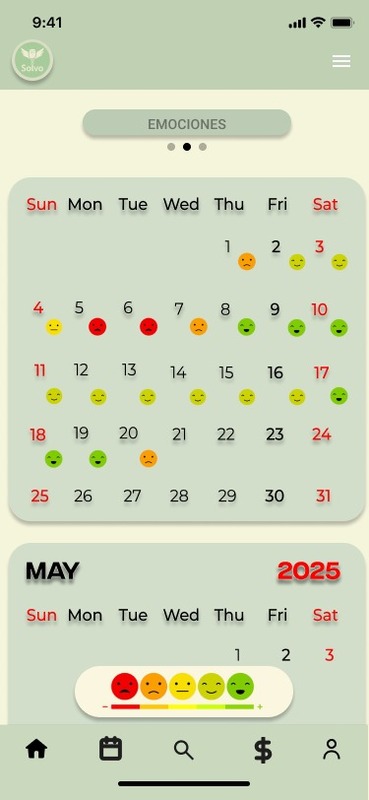 9:41
Solvo
EMOCIONES
Sun Mon Tue Wed Thu Fri Sat
1 2 3
4 5 6 7 8 9 10
11 12 13 14 15 16 17
18 19 20 21 22 23 24
25 26 27 28 29 30 31
MAY 2025
Sun Mon Tue Wed Thu Fri Sat
1 2 3
- +
$